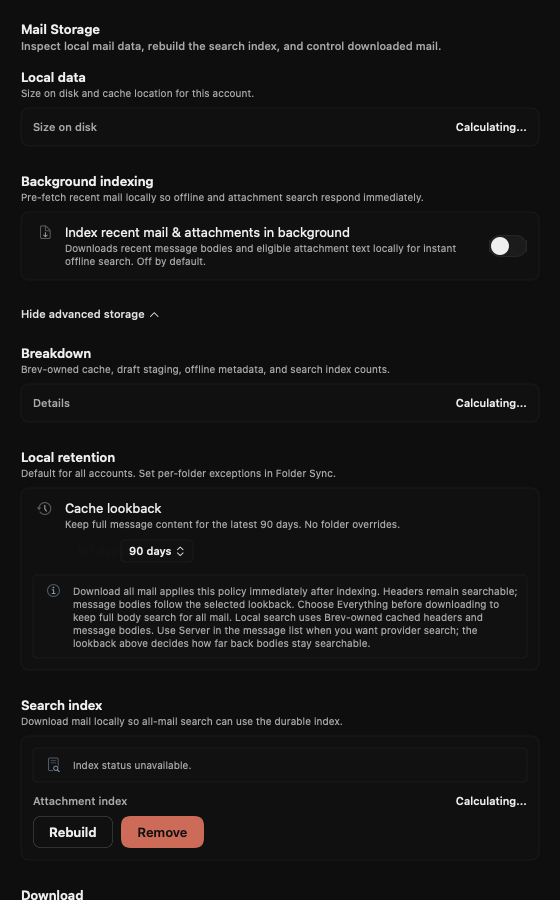 Mail Storage
Inspect local mail data, rebuild the search index, and control downloaded mail.
Local data
Size on disk and cache location for this account.
Size on disk Calculating...
Background indexing
Pre-fetch recent mail locally so offline and attachment search respond immediately.
Index recent mail & attachments in background
Downloads recent message bodies and eligible attachment text locally for instant
offline search. Off by default.
Hide advanced storage
Breakdown
Brev-owned cache, draft staging, offline metadata, and search index counts.
Details Calculating...
Local retention
Default for all accounts. Set per-folder exceptions in Folder Sync.
Cache lookback
Keep full message content for the latest 90 days. No folder overrides.
90 days
Download all mail applies this policy immediately after indexing. Headers remain searchable;
message bodies follow the selected lookback. Choose Everything before downloading to
keep full body search for all mail. Local search uses Brev-owned cached headers and
message bodies. Use Server in the message list when you want provider search; the
lookback above decides how far back bodies stay searchable.
Search index
Download mail locally so all-mail search can use the durable index.
Index status unavailable.
Attachment index Calculating...
Rebuild Remove
Download